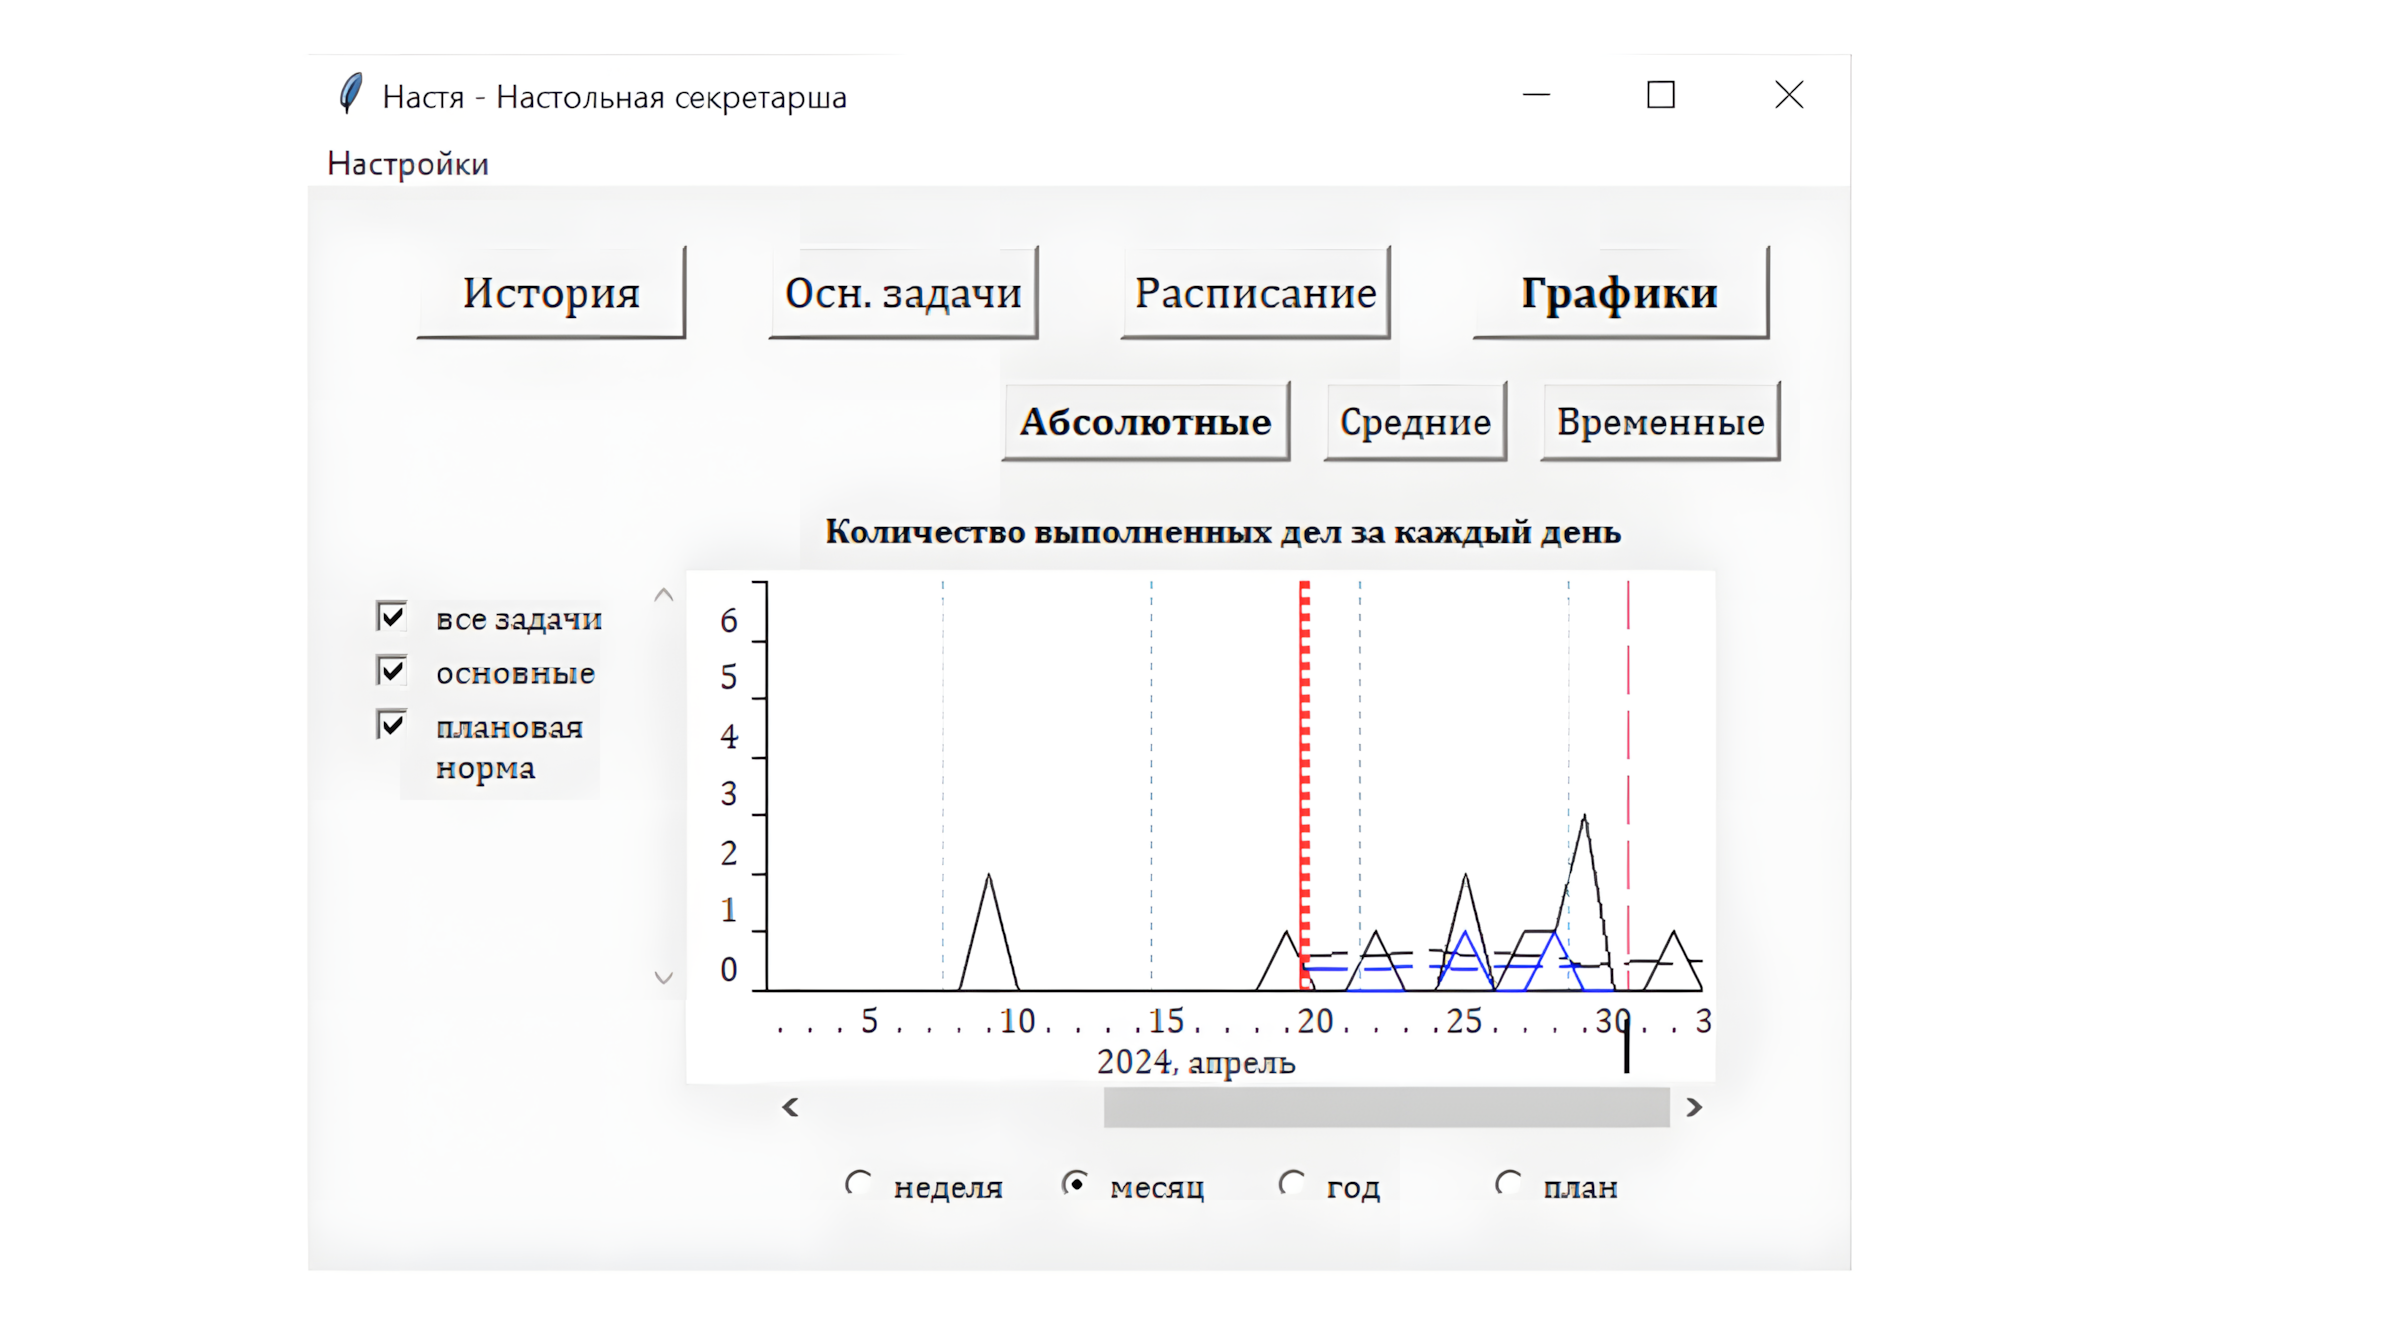 Настя - Настольная секретарша
Настройки
История Осн. задачи Расписание Графики
Абсолютные Средние Временные
Количество выполненных дел за каждый день
все задачи
основные
плановая
норма
6
5
4
3
2
1
0
. . . 5 . . . . 10 . . . . 15 . . . . 20 . . . . 25 . . . . 30 . . 3
2024, апрель
неделя месяц год план